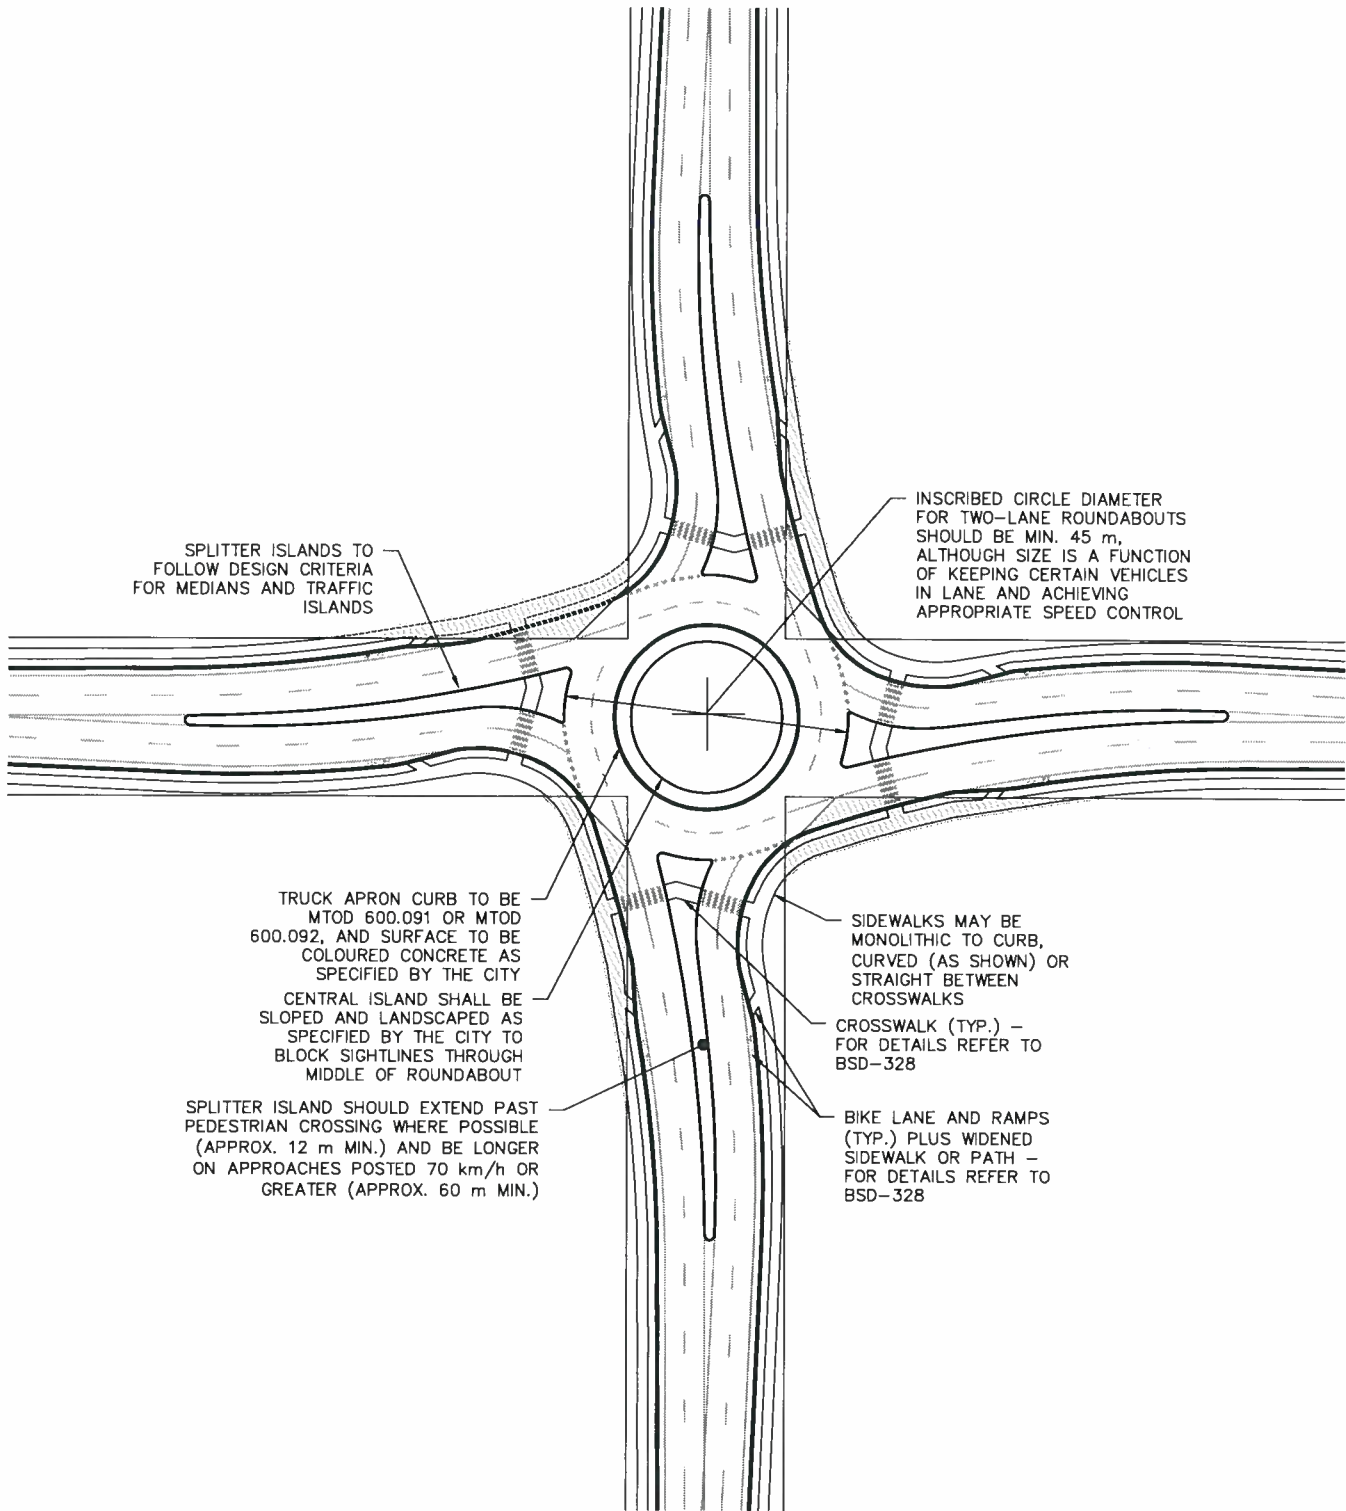 INSCRIBED CIRCLE DIAMETER
FOR TWO-LANE ROUNDABOUTS
SHOULD BE MIN. 45 m,
ALTHOUGH SIZE IS A FUNCTION
OF KEEPING CERTAIN VEHICLES
IN LANE AND ACHIEVING
APPROPRIATE SPEED CONTROL
SPLITTER ISLANDS TO
FOLLOW DESIGN CRITERIA
FOR MEDIANS AND TRAFFIC
ISLANDS
TRUCK APRON CURB TO BE
MTOD 600.091 OR MTOD
600.092, AND SURFACE TO BE
COLOURED CONCRETE AS
SPECIFIED BY THE CITY
CENTRAL ISLAND SHALL BE
SLOPED AND LANDSCAPED AS
SPECIFIED BY THE CITY TO
BLOCK SIGHTLINES THROUGH
MIDDLE OF ROUNDABOUT
SPLITTER ISLAND SHOULD EXTEND PAST
PEDESTRIAN CROSSING WHERE POSSIBLE
(APPROX. 12 m MIN.) AND BE LONGER
ON APPROACHES POSTED 70 km/h OR
GREATER (APPROX. 60 m MIN.)
SIDEWALKS MAY BE
MONOLITHIC TO CURB,
CURVED (AS SHOWN) OR
STRAIGHT BETWEEN
CROSSWALKS
CROSSWALK (TYP.) –
FOR DETAILS REFER TO
BSD-328
BIKE LANE AND RAMPS
(TYP.) PLUS WIDENED
SIDEWALK OR PATH –
FOR DETAILS REFER TO
BSD-328